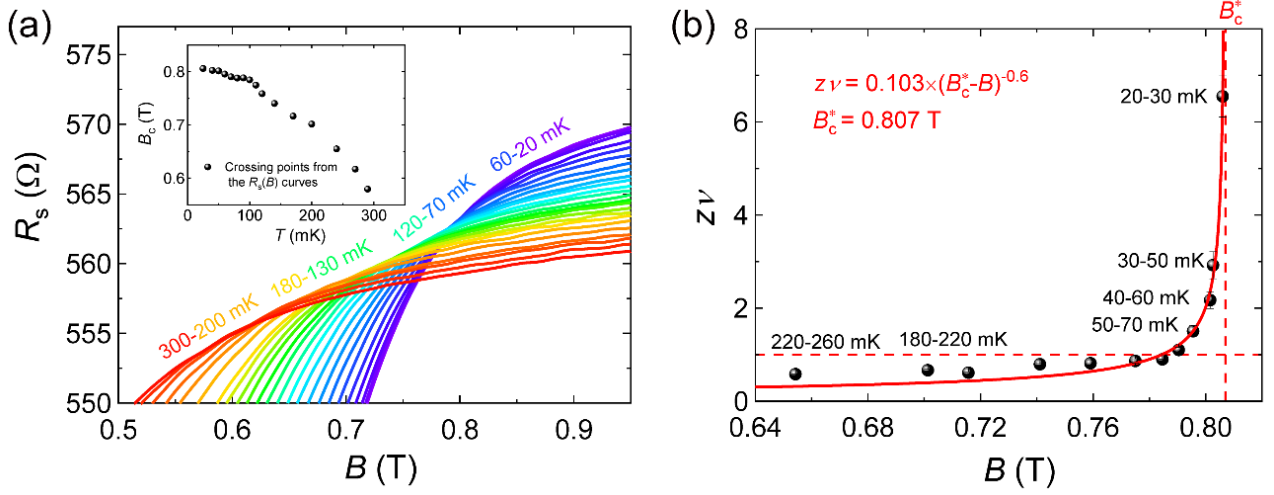 (a)
575
570
565
560
555
550
Rs (Ω)
0.5 0.6 0.7 0.8 0.9
B (T)
0.8
0.7
0.6
Bc (T)
0 100 200 300
T (mK)
Crossing points from
the Rs(B) curves
300-200 mK
180-130 mK
120-70 mK
60-20 mK
(b)
Bc*
8
6
4
2
0
zν
0.64 0.68 0.72 0.76 0.80
B (T)
zν = 0.103×(Bc*-B)-0.6
Bc* = 0.807 T
20-30 mK
30-50 mK
40-60 mK
50-70 mK
180-220 mK
220-260 mK